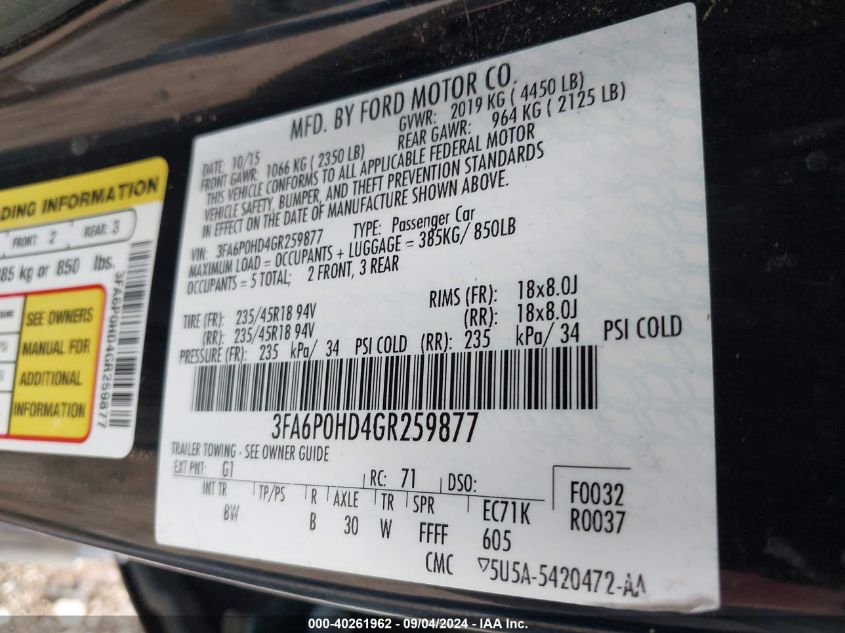 DING INFORMATION
FRONT: 2 REAR: 3
385 kg or 850 lbs.
SEE OWNERS
MANUAL FOR
ADDITIONAL
INFORMATION
3FA6P0HD4GR259877
MFD. BY FORD MOTOR CO.
DATE: 10/15 GVWR: 2019 KG ( 4450 LB)
FRONT GAWR: 1066 KG ( 2350 LB) REAR GAWR: 964 KG ( 2125 LB)
THIS VEHICLE CONFORMS TO ALL APPLICABLE FEDERAL MOTOR
VEHICLE SAFETY, BUMPER, AND THEFT PREVENTION STANDARDS
IN EFFECT ON THE DATE OF MANUFACTURE SHOWN ABOVE.
VIN: 3FA6P0HD4GR259877 TYPE: Passenger Car
MAXIMUM LOAD = OCCUPANTS + LUGGAGE = 385KG/ 850LB
OCCUPANTS = 5 TOTAL; 2 FRONT, 3 REAR
TIRE (FR): 235/45R18 94V RIMS (FR): 18x8.0J
(RR): 235/45R18 94V (RR): 18x8.0J
PRESSURE (FR): 235 kPa/ 34 PSI COLD (RR): 235 kPa/ 34 PSI COLD
3FA6P0HD4GR259877
TRAILER TOWING - SEE OWNER GUIDE
EXT PNT: G1 RC: 71 DSO: F0032
INT TR TP/PS R AXLE TR SPR EC71K R0037
BW B 30 W FFFF 605
CMC ▽5U5A-5420472-AA
000-40261962 - 09/04/2024 - IAA Inc.